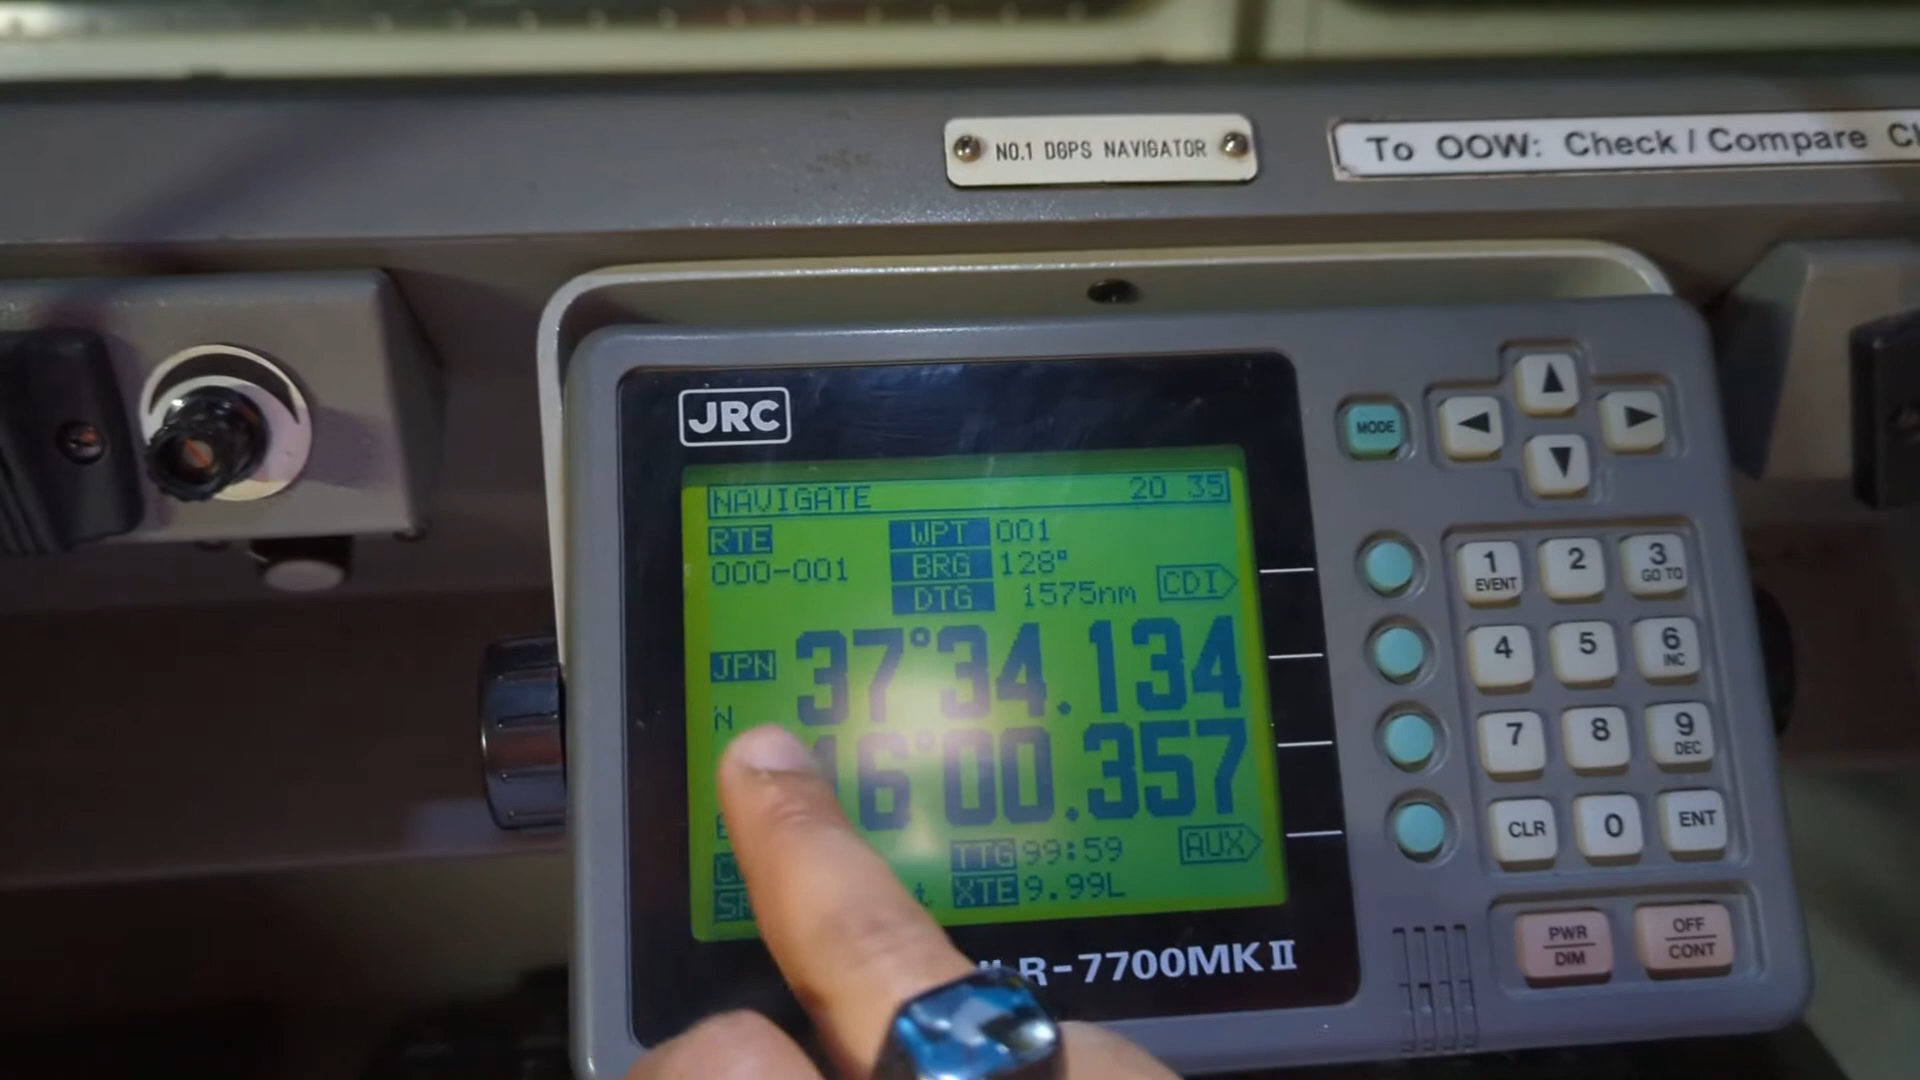 NO.1 DGPS NAVIGATOR
To OOW: Check / Compare
JRC
NAVIGATE 20 35
RTE WPT 001
000-001 BRG 128°
DTG 1575nm CDI
JPN 37°34.134
N
16°00.357
TTG 99:59 AUX
XTE 9.99L
R-7700MKII
MODE
1 EVENT 2 3 GO TO
4 5 6 INC
7 8 9 DEC
CLR 0 ENT
PWR DIM OFF CONT